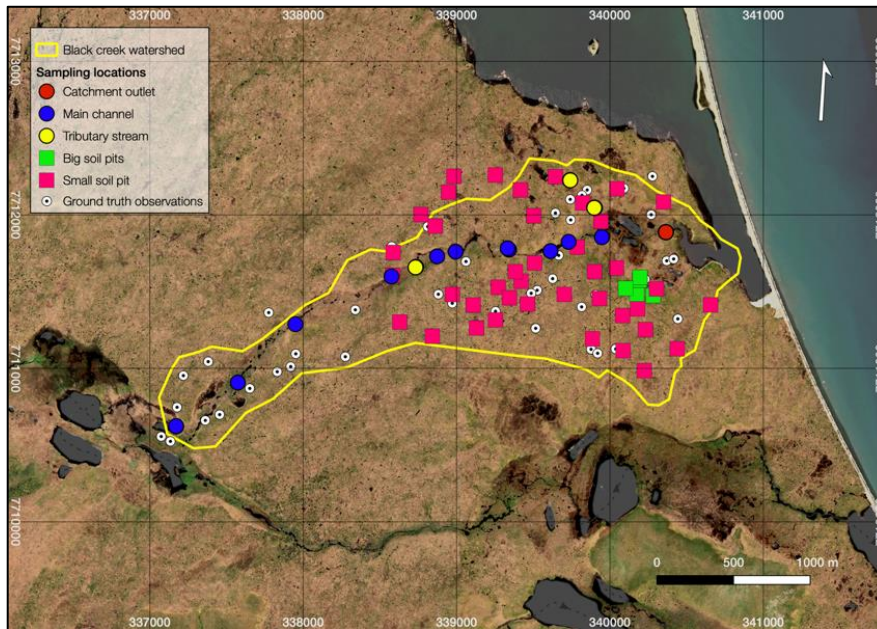 337000 338000 339000 340000 341000
Black creek watershed
Sampling locations
Catchment outlet
Main channel
Tributary stream
Big soil pits
Small soil pit
Ground truth observations
7713000
7712000
7711000
7710000
0 500 1000 m
337000 338000 339000 340000 341000